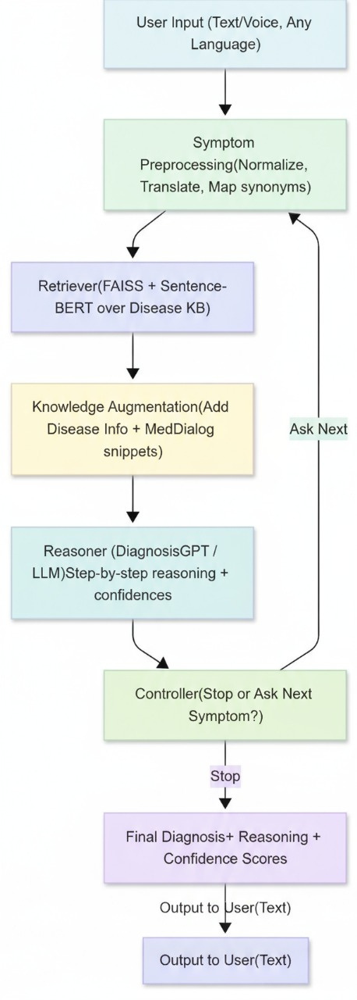 User Input (Text/Voice, Any
Language)
Symptom
Preprocessing(Normalize,
Translate, Map synonyms)
Retriever(FAISS + Sentence-
BERT over Disease KB)
Knowledge Augmentation(Add
Disease Info + MedDialog
snippets)
Ask Next
Reasoner (DiagnosisGPT /
LLM)Step-by-step reasoning +
confidences
Controller(Stop or Ask Next
Symptom?)
Stop
Final Diagnosis+ Reasoning +
Confidence Scores
Output to User(Text)
Output to User(Text)